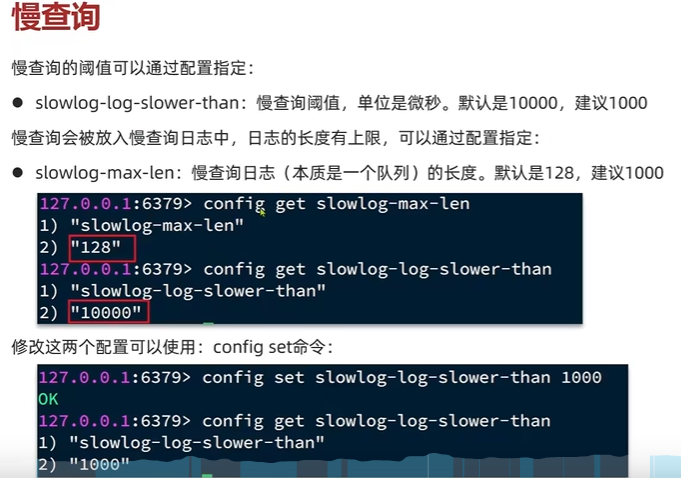 慢查询
慢查询的阈值可以通过配置指定：
● slowlog-log-slower-than：慢查询阈值，单位是微秒。默认是10000，建议1000
慢查询会被放入慢查询日志中，日志的长度有上限，可以通过配置指定：
● slowlog-max-len：慢查询日志（本质是一个队列）的长度。默认是128，建议1000
127.0.0.1:6379> config get slowlog-max-len
1) "slowlog-max-len"
2) "128"
127.0.0.1:6379> config get slowlog-log-slower-than
1) "slowlog-log-slower-than"
2) "10000"
修改这两个配置可以使用：config set命令：
127.0.0.1:6379> config set slowlog-log-slower-than 1000
OK
127.0.0.1:6379> config get slowlog-log-slower-than
1) "slowlog-log-slower-than"
2) "1000"